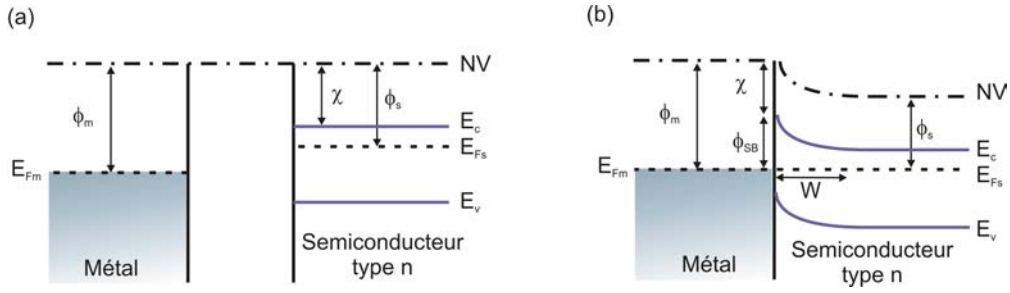 (a)
NV
χ
ϕm
ϕs
Ec
EFs
EFm
Ev
Métal
Semiconducteur
type n
(b)
NV
χ
ϕm
ϕs
ϕSB
Ec
EFm
EFs
W
Ev
Métal
Semiconducteur
type n